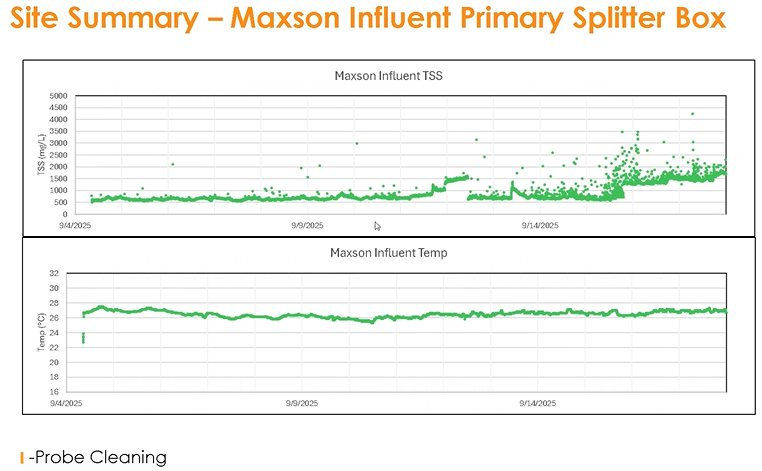 Site Summary – Maxson Influent Primary Splitter Box
Maxson Influent TSS
TSS (mg/L)
5000
4500
4000
3500
3000
2500
2000
1500
1000
500
0
9/4/2025 9/9/2025 9/14/2025
Maxson Influent Temp
Temp (°C)
32
30
28
26
24
22
20
18
16
9/4/2025 9/9/2025 9/14/2025
-Probe Cleaning